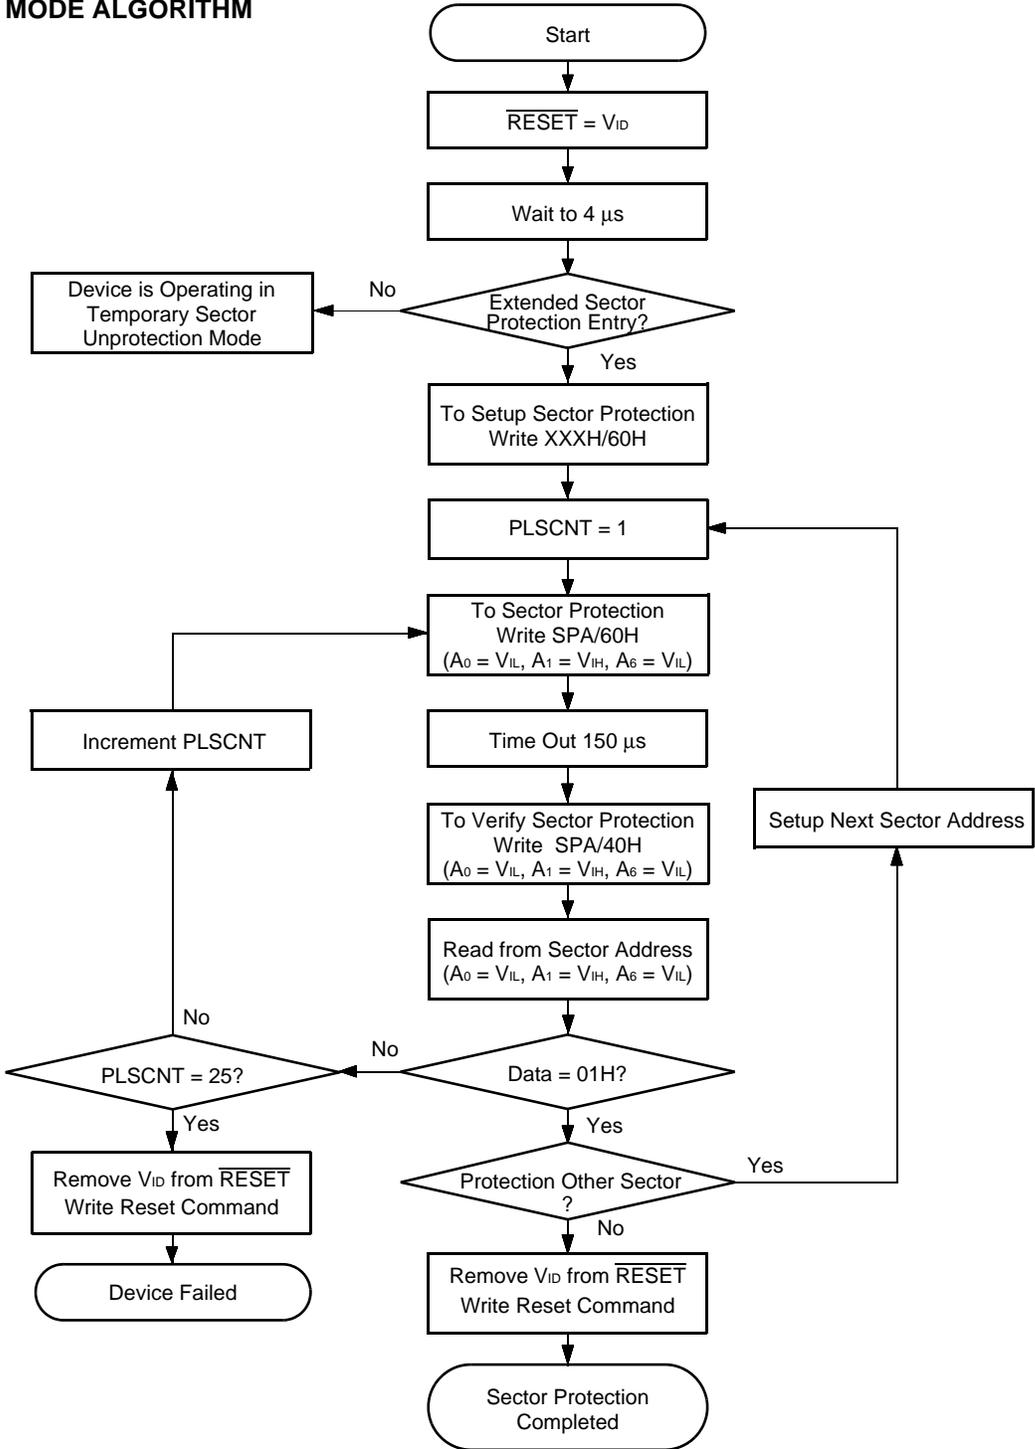 MODE ALGORITHM
Start
RESET = VID
Wait to 4 µs
Extended Sector
Protection Entry?
No
Device is Operating in
Temporary Sector
Unprotection Mode
Yes
To Setup Sector Protection
Write XXXH/60H
PLSCNT = 1
To Sector Protection
Write SPA/60H
(A0 = VIL, A1 = VIH, A6 = VIL)
Increment PLSCNT
Time Out 150 µs
To Verify Sector Protection
Write SPA/40H
(A0 = VIL, A1 = VIH, A6 = VIL)
Setup Next Sector Address
Read from Sector Address
(A0 = VIL, A1 = VIH, A6 = VIL)
No
No
PLSCNT = 25?
Data = 01H?
Yes
Yes
Protection Other Sector
?
Yes
Remove VID from RESET
Write Reset Command
No
Device Failed
Remove VID from RESET
Write Reset Command
Sector Protection
Completed